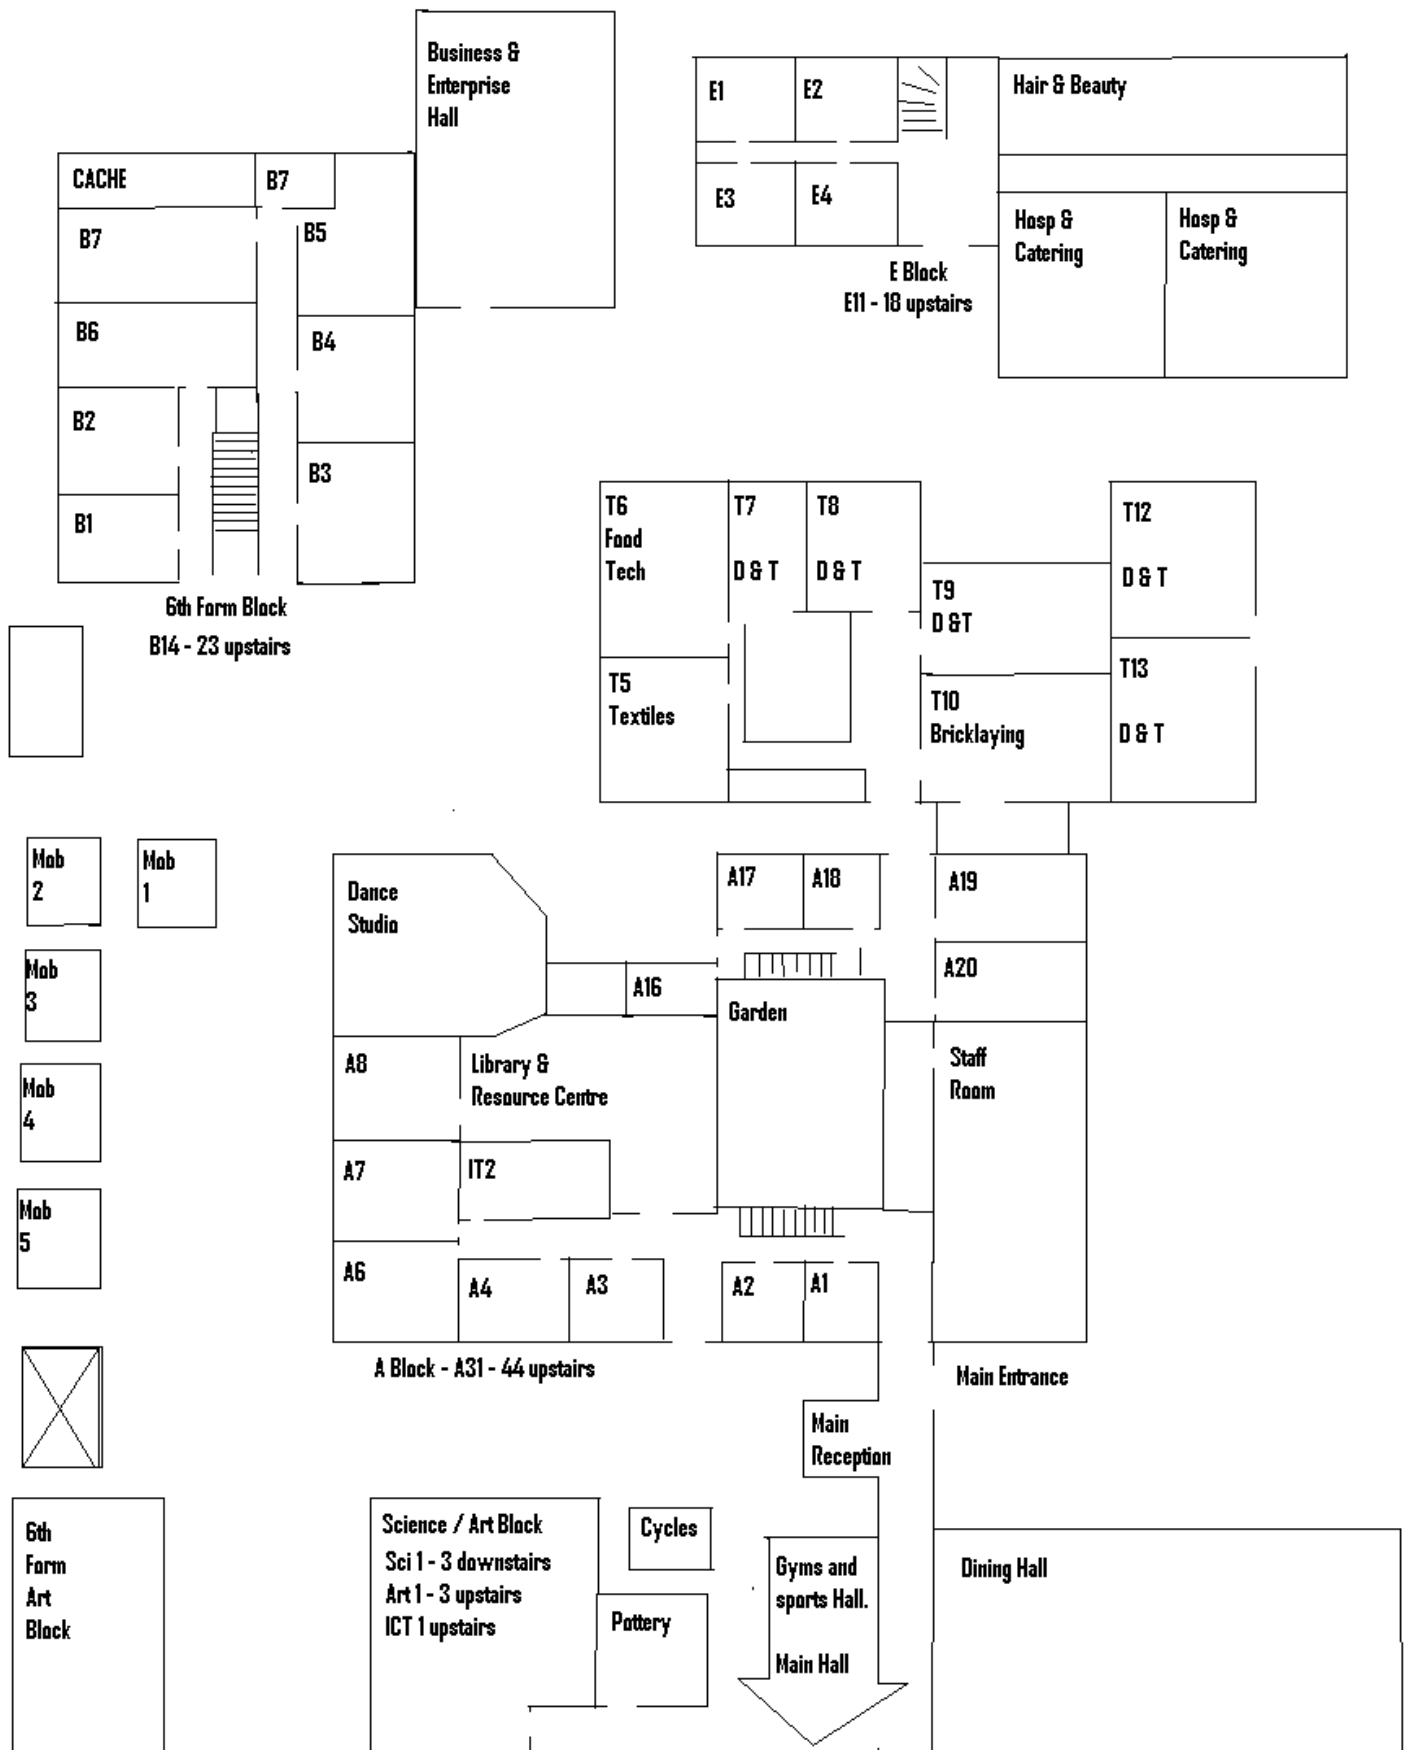 Business &
Enterprise
Hall
CACHE
B7
B7
B5
B6
B4
B2
B3
B1
6th Form Block
B14 - 23 upstairs
E1
E2
Hair & Beauty
E3
E4
Hosp &
Catering
Hosp &
Catering
E Block
E11 - 18 upstairs
T6
Food
Tech
T7
D & T
T8
D & T
T12
D & T
T9
D &T
T5
Textiles
T10
Bricklaying
T13
D & T
Mob
2
Mob
1
Mob
3
Mob
4
Mob
5
Dance
Studio
A17
A18
A19
A16
A20
Garden
A8
Library &
Resource Centre
Staff
Room
A7
IT2
A6
A4
A3
A2
A1
A Block - A31 - 44 upstairs
Main Entrance
Main
Reception
6th
Form
Art
Block
Science / Art Block
Sci 1 - 3 downstairs
Art 1 - 3 upstairs
ICT 1 upstairs
Cycles
Pottery
Gyms and
sports Hall.
Main Hall
Dining Hall